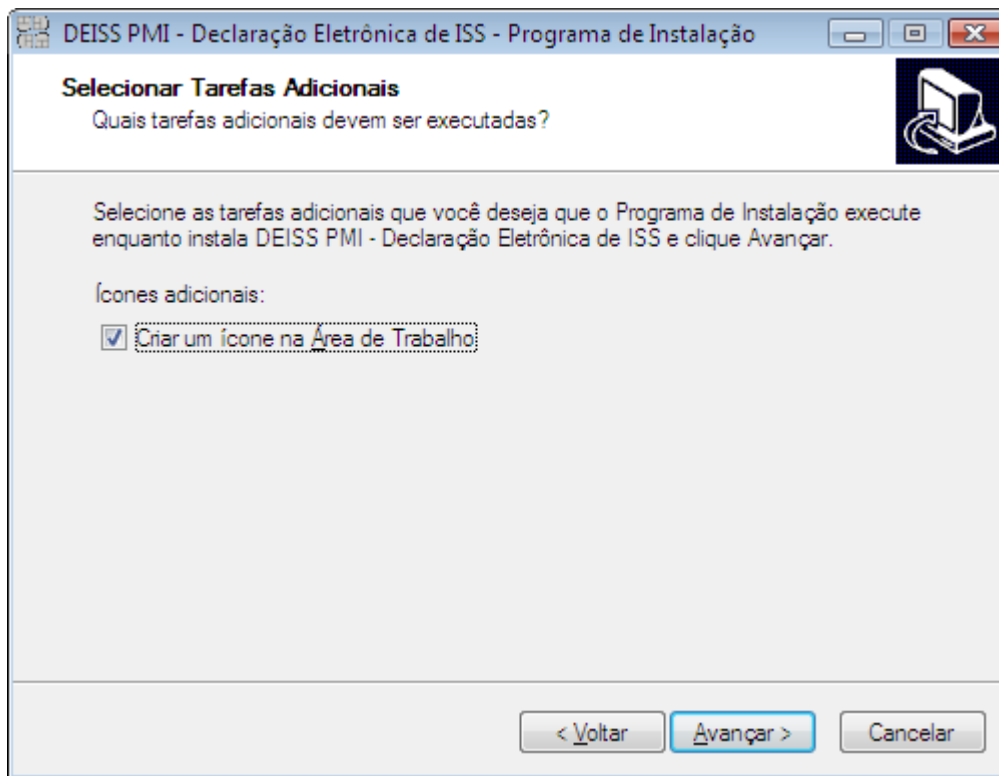 DEISS PMI - Declaração Eletrônica de ISS - Programa de Instalação
Selecionar Tarefas Adicionais
Quais tarefas adicionais devem ser executadas?
Selecione as tarefas adicionais que você deseja que o Programa de Instalação execute
enquanto instala DEISS PMI - Declaração Eletrônica de ISS e clique Avançar.
Ícones adicionais:
Criar um ícone na Área de Trabalho
< Voltar
Avançar >
Cancelar